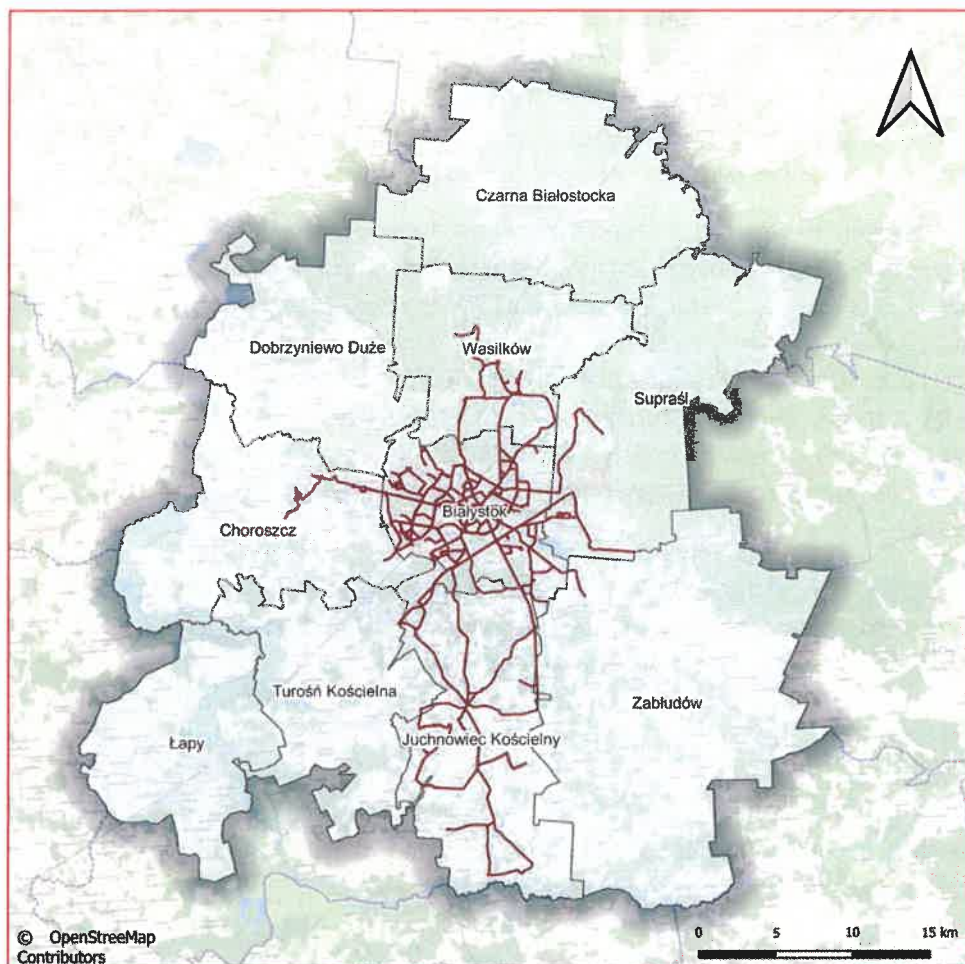 Czarna Białostocka
Dobrzyniewo Duże
Wasilków
Supraśl
Białystok
Choroszcz
Turośń Kościelna
Zabłudów
Łapy
Juchnowiec Kościelny
© OpenStreetMap
Contributors
0 5 10 15 km